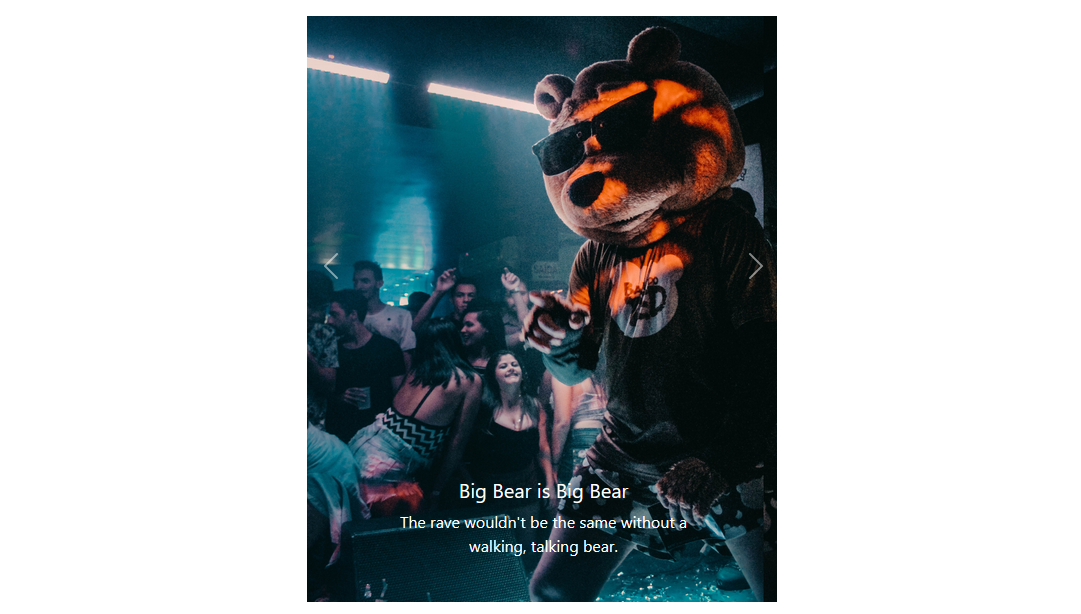 Big Bear is Big Bear
The rave wouldn't be the same without a
walking, talking bear.